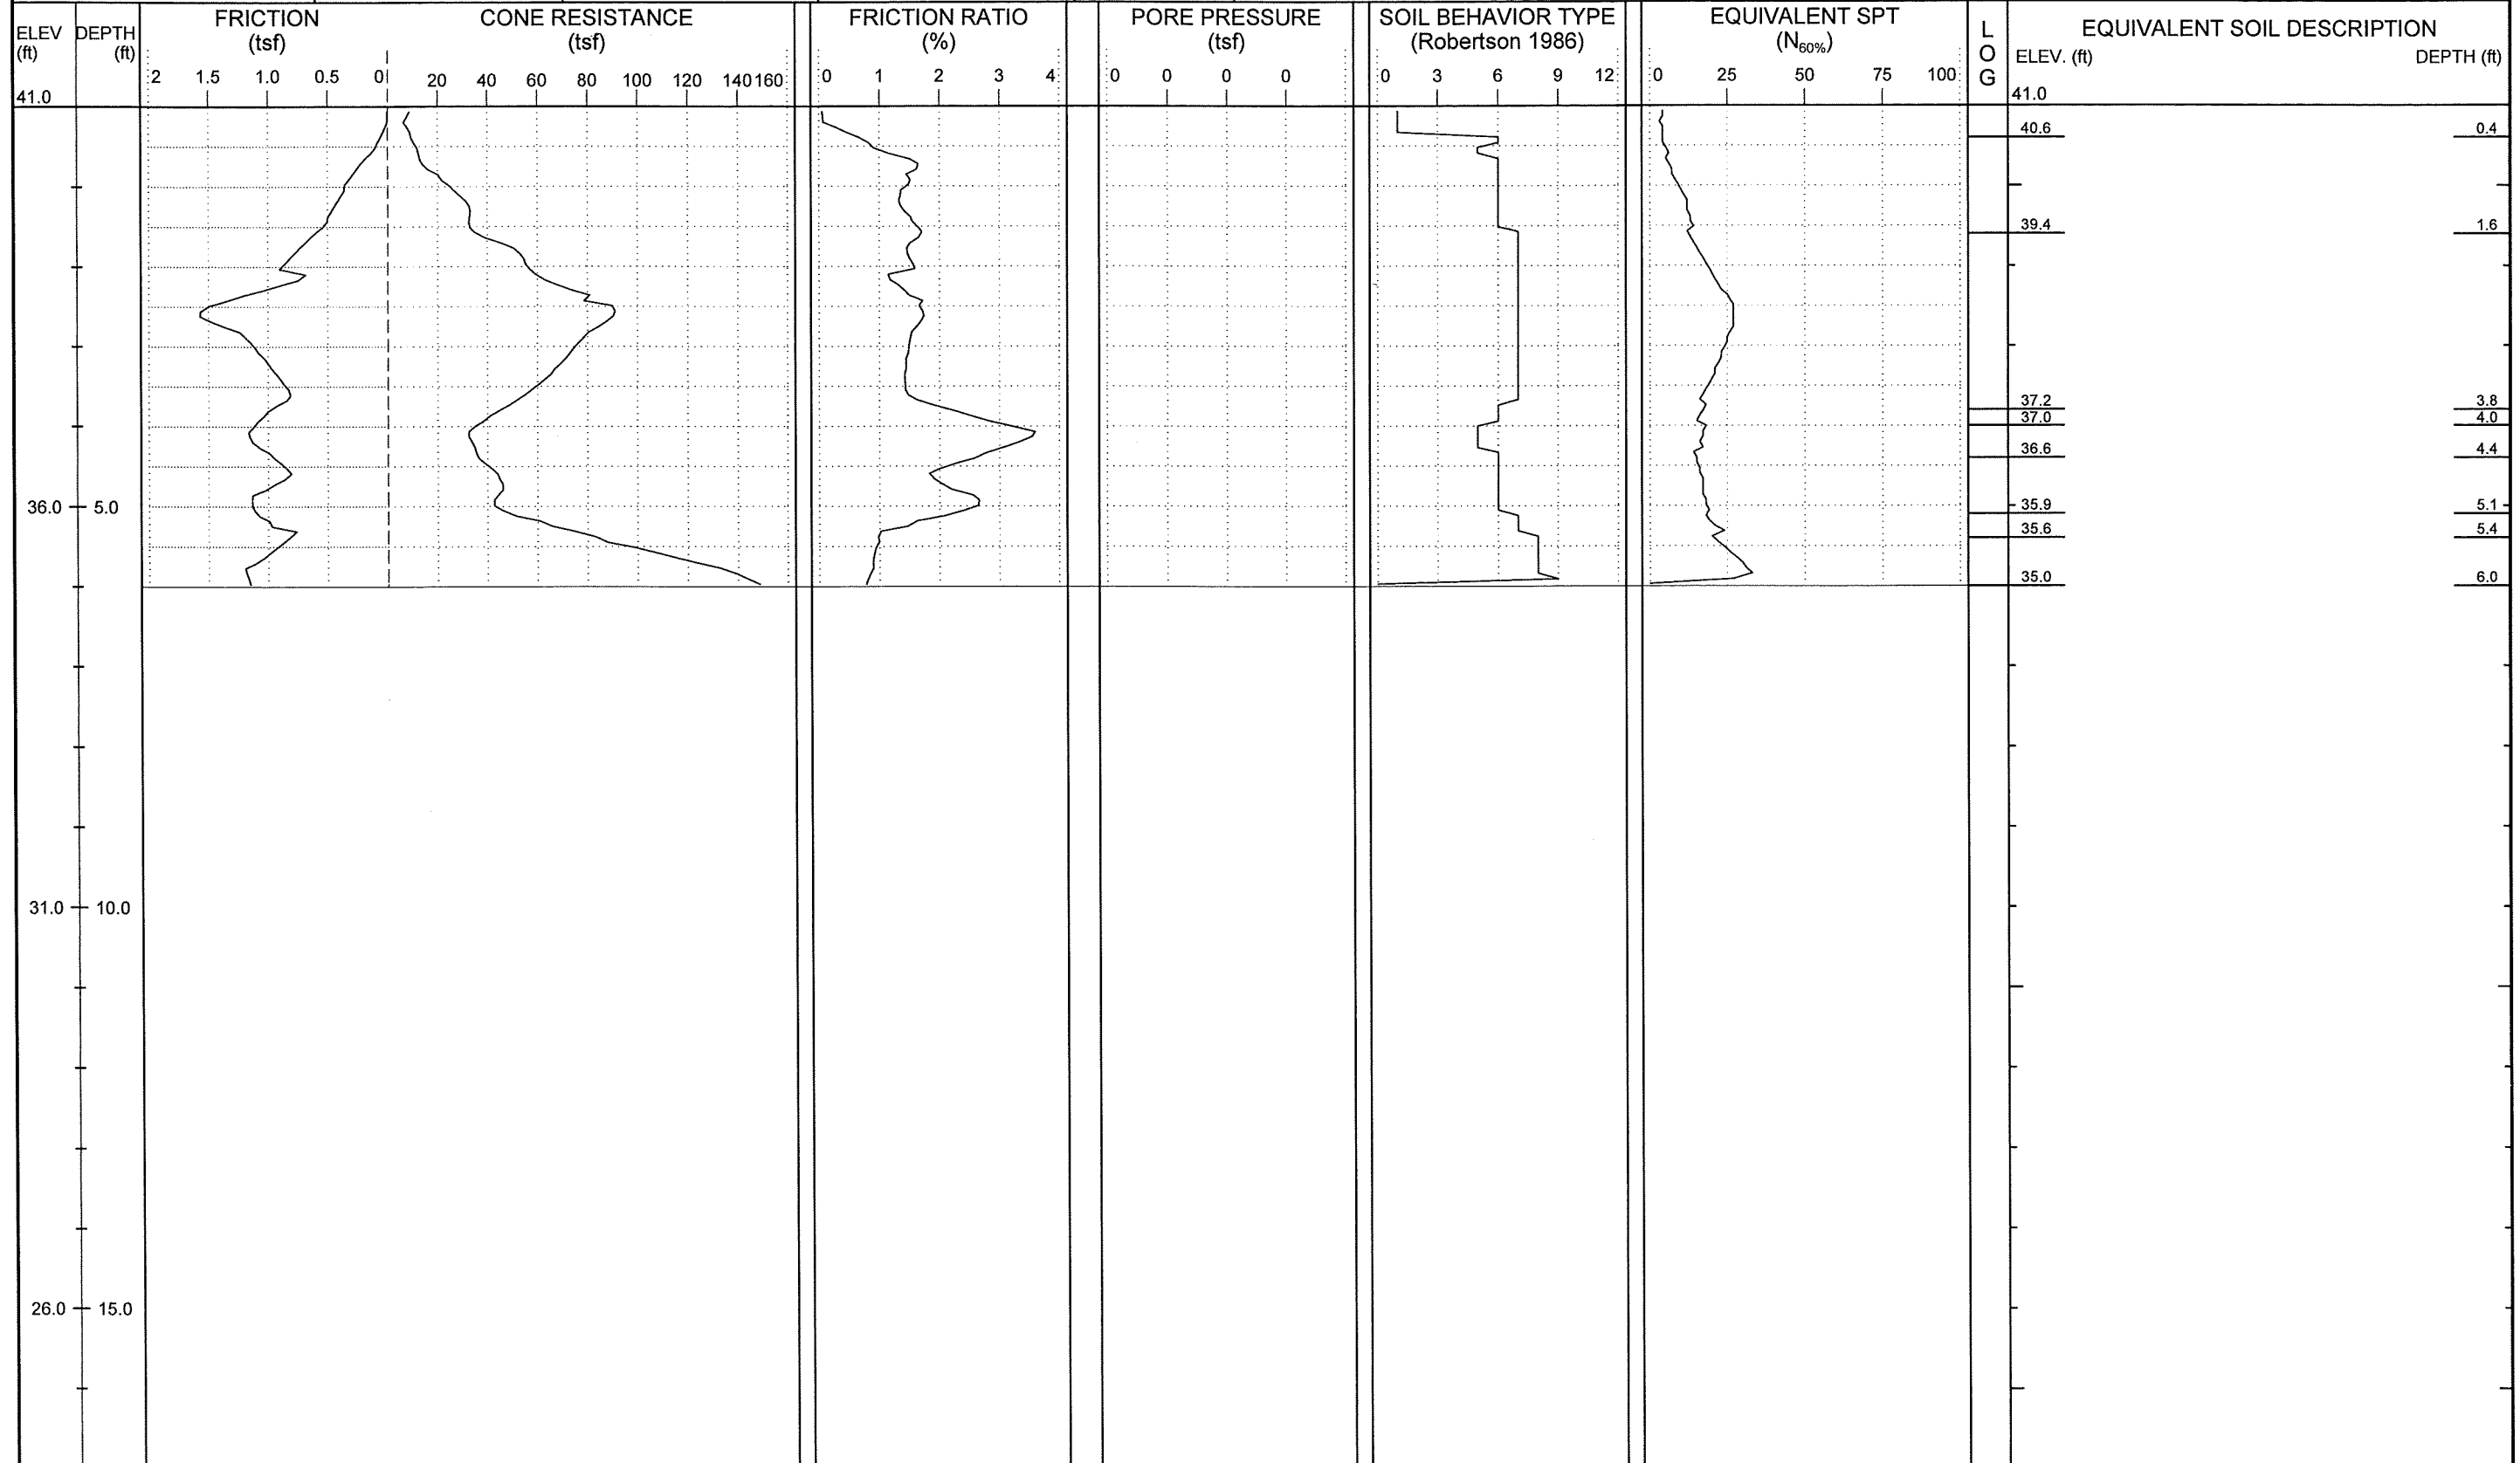 ELEV (ft)
DEPTH (ft)
FRICTION
(tsf)
2 1.5 1.0 0.5 0
CONE RESISTANCE
(tsf)
20 40 60 80 100 120 140 160
FRICTION RATIO
(%)
0 1 2 3 4
PORE PRESSURE
(tsf)
0 0 0 0
SOIL BEHAVIOR TYPE
(Robertson 1986)
0 3 6 9 12
EQUIVALENT SPT
(N60%)
0 25 50 75 100
L
O
G
EQUIVALENT SOIL DESCRIPTION
ELEV. (ft) DEPTH (ft)
41.0
41.0
40.6 0.4
39.4 1.6
37.2 3.8
37.0 4.0
36.6 4.4
36.0 5.0
35.9 5.1
35.6 5.4
35.0 6.0
31.0 10.0
26.0 15.0